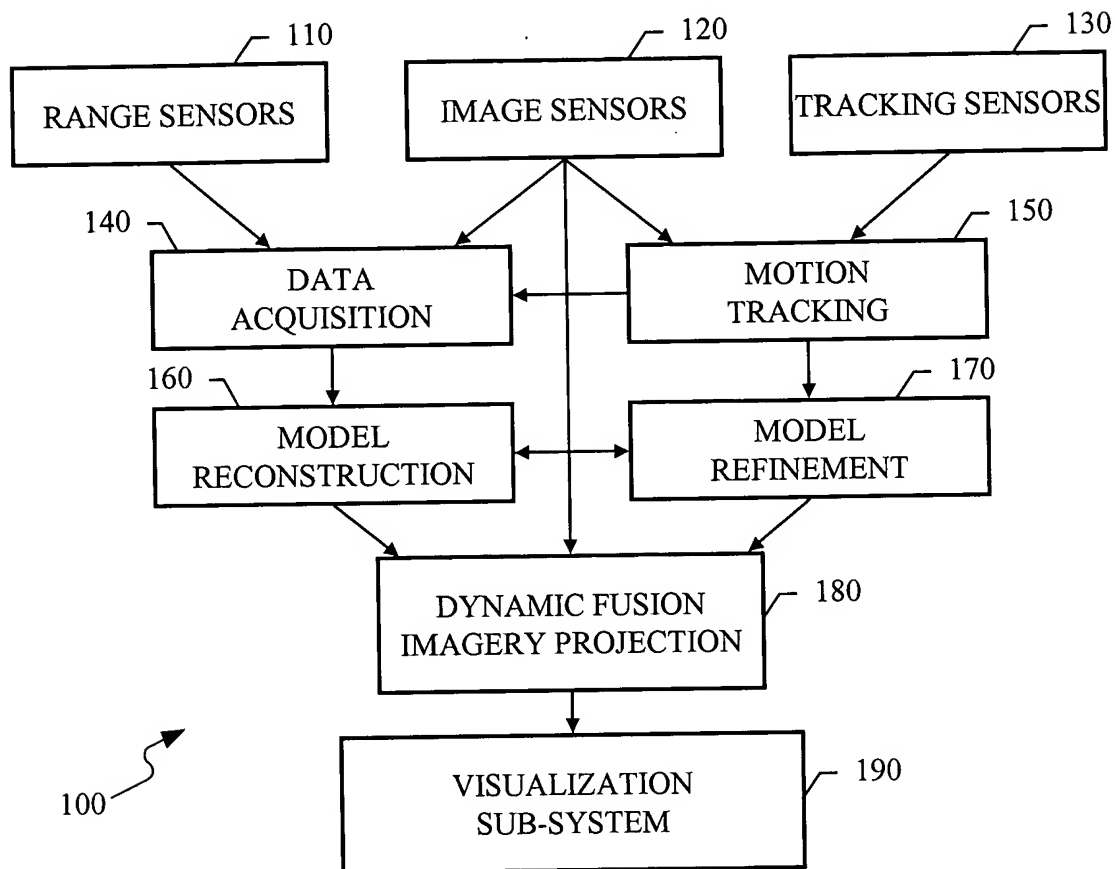 110
120
130
RANGE SENSORS
IMAGE SENSORS
TRACKING SENSORS
140
150
DATA
ACQUISITION
MOTION
TRACKING
160
170
MODEL
RECONSTRUCTION
MODEL
REFINEMENT
DYNAMIC FUSION
IMAGERY PROJECTION
180
VISUALIZATION
SUB-SYSTEM
190
100